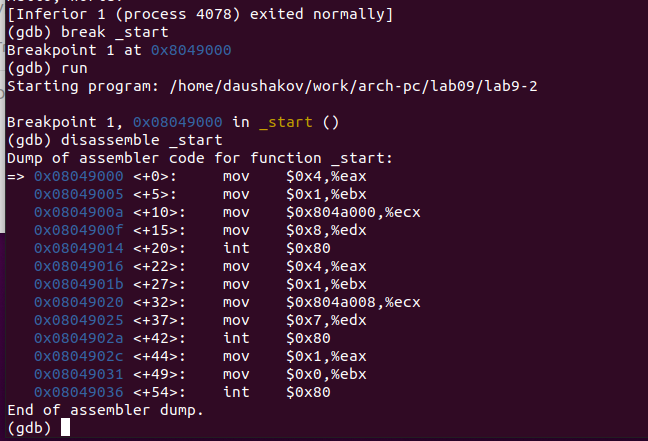 [Inferior 1 (process 4078) exited normally]
(gdb) break _start
Breakpoint 1 at 0x8049000
(gdb) run
Starting program: /home/daushakov/work/arch-pc/lab09/lab9-2

Breakpoint 1, 0x08049000 in _start ()
(gdb) disassemble _start
Dump of assembler code for function _start:
=> 0x08049000 <+0>:     mov    $0x4,%eax
   0x08049005 <+5>:     mov    $0x1,%ebx
   0x0804900a <+10>:    mov    $0x804a000,%ecx
   0x0804900f <+15>:    mov    $0x8,%edx
   0x08049014 <+20>:    int    $0x80
   0x08049016 <+22>:    mov    $0x4,%eax
   0x0804901b <+27>:    mov    $0x1,%ebx
   0x08049020 <+32>:    mov    $0x804a008,%ecx
   0x08049025 <+37>:    mov    $0x7,%edx
   0x0804902a <+42>:    int    $0x80
   0x0804902c <+44>:    mov    $0x1,%eax
   0x08049031 <+49>:    mov    $0x0,%ebx
   0x08049036 <+54>:    int    $0x80
End of assembler dump.
(gdb)